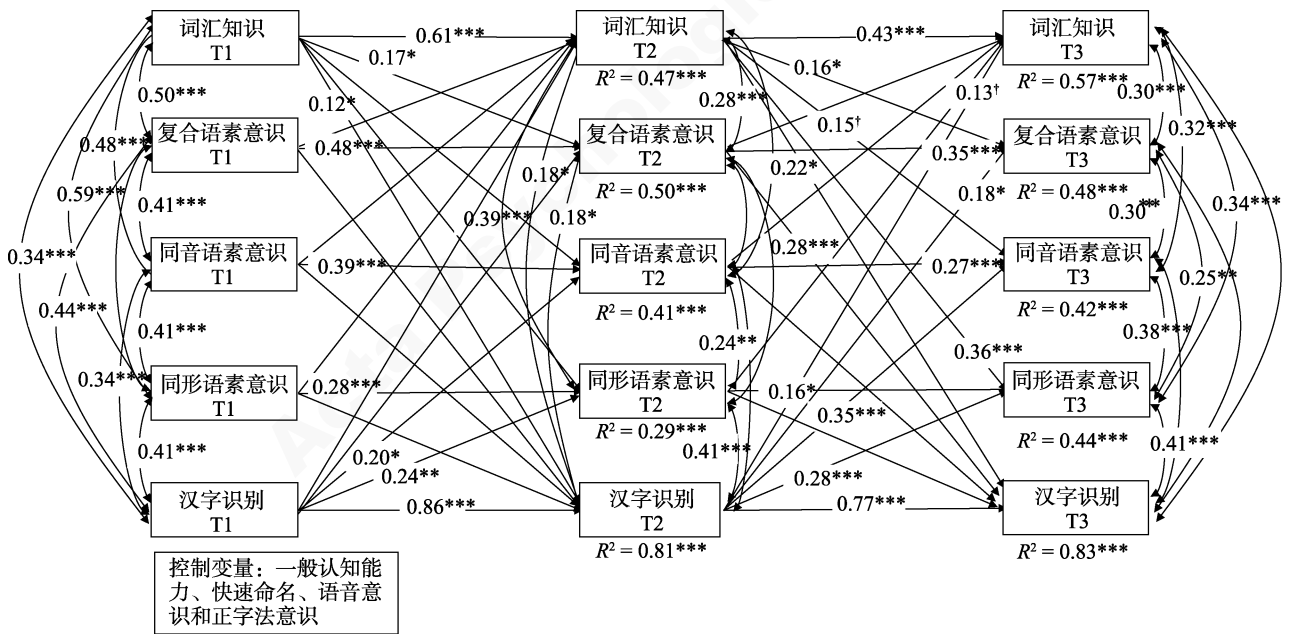 词汇知识
T1
词汇知识
T2
R² = 0.47***
词汇知识
T3
R² = 0.57***
复合语素意识
T1
复合语素意识
T2
R² = 0.50***
复合语素意识
T3
R² = 0.48***
同音语素意识
T1
同音语素意识
T2
R² = 0.41***
同音语素意识
T3
R² = 0.42***
同形语素意识
T1
同形语素意识
T2
R² = 0.29***
同形语素意识
T3
R² = 0.44***
汉字识别
T1
汉字识别
T2
R² = 0.81***
汉字识别
T3
R² = 0.83***
0.50***
0.48***
0.59***
0.41***
0.34***
0.44***
0.41***
0.34***
0.41***
0.61***
0.17*
0.12*
0.48***
0.39***
0.28***
0.20*
0.24**
0.86***
0.18*
0.39***
0.18*
0.28***
0.22*
0.28***
0.24**
0.41***
0.43***
0.16*
0.13†
0.15†
0.35***
0.18*
0.27***
0.36***
0.16*
0.35***
0.28***
0.77***
0.30***
0.32***
0.34***
0.30***
0.25**
0.38***
0.41***
控制变量：一般认知能
力、快速命名、语音意
识和正字法意识